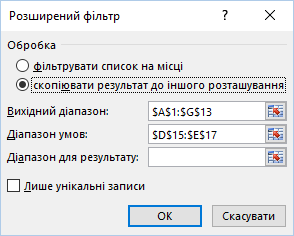 Розширений фільтр
? ×
Обробка
фільтрувати список на місці
скопіювати результат до іншого розташування
Вихідний діапазон: $A$1:$G$13
Діапазон умов: $D$15:$E$17
Діапазон для результату:
Лише унікальні записи
ОК Скасувати